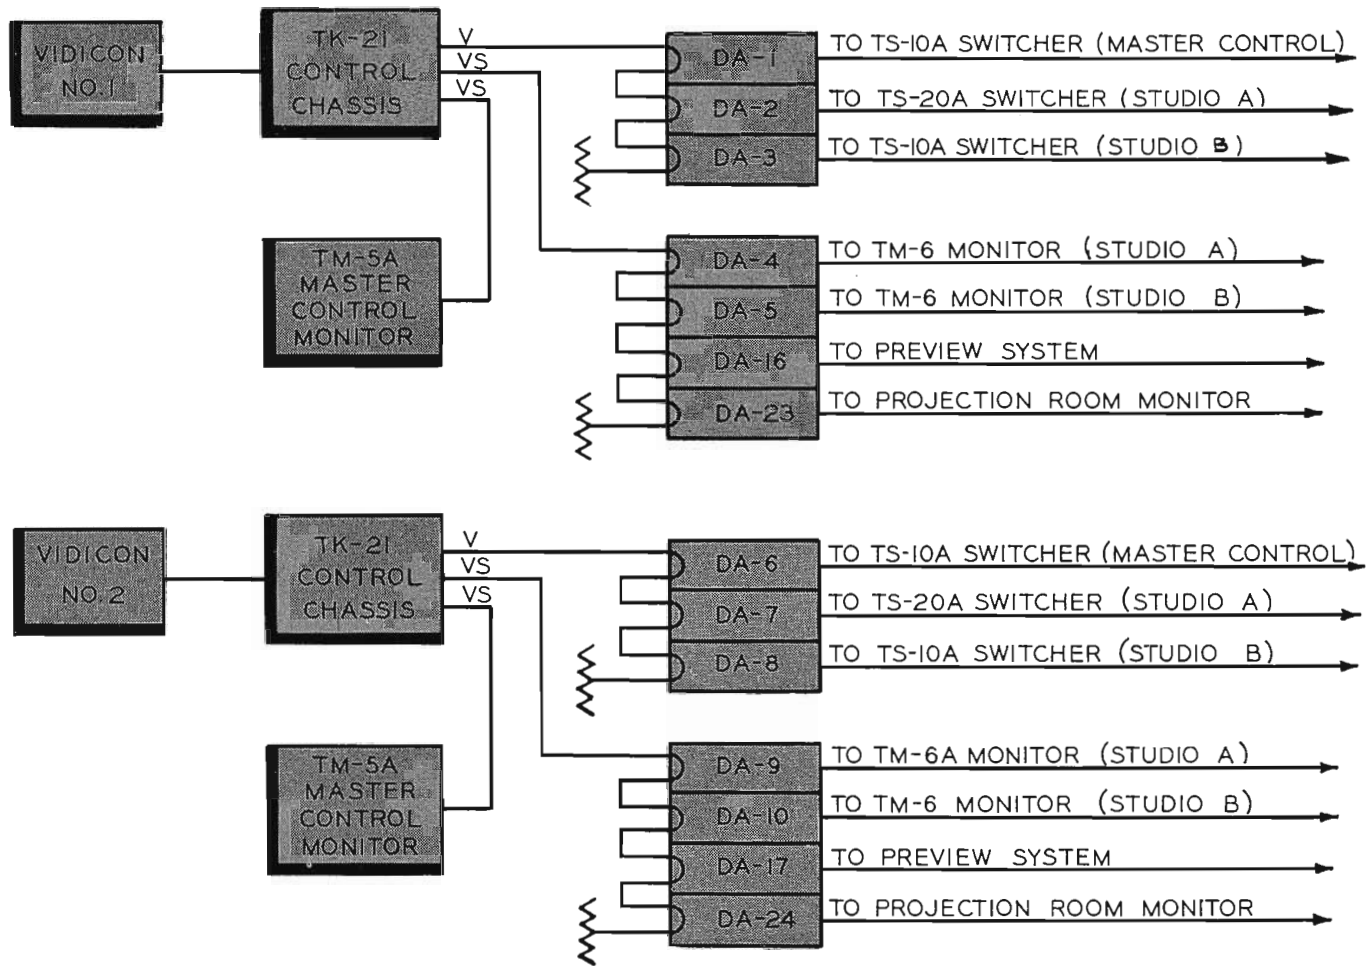 VIDICON
NO. 1
TK-21
CONTROL
CHASSIS
V
VS
VS
TM-5A
MASTER
CONTROL
MONITOR
DA-1
TO TS-10A SWITCHER (MASTER CONTROL)
DA-2
TO TS-20A SWITCHER (STUDIO A)
DA-3
TO TS-10A SWITCHER (STUDIO B)
DA-4
TO TM-6 MONITOR (STUDIO A)
DA-5
TO TM-6 MONITOR (STUDIO B)
DA-16
TO PREVIEW SYSTEM
DA-23
TO PROJECTION ROOM MONITOR
VIDICON
NO. 2
TK-21
CONTROL
CHASSIS
V
VS
VS
TM-5A
MASTER
CONTROL
MONITOR
DA-6
TO TS-10A SWITCHER (MASTER CONTROL)
DA-7
TO TS-20A SWITCHER (STUDIO A)
DA-8
TO TS-10A SWITCHER (STUDIO B)
DA-9
TO TM-6A MONITOR (STUDIO A)
DA-10
TO TM-6 MONITOR (STUDIO B)
DA-17
TO PREVIEW SYSTEM
DA-24
TO PROJECTION ROOM MONITOR